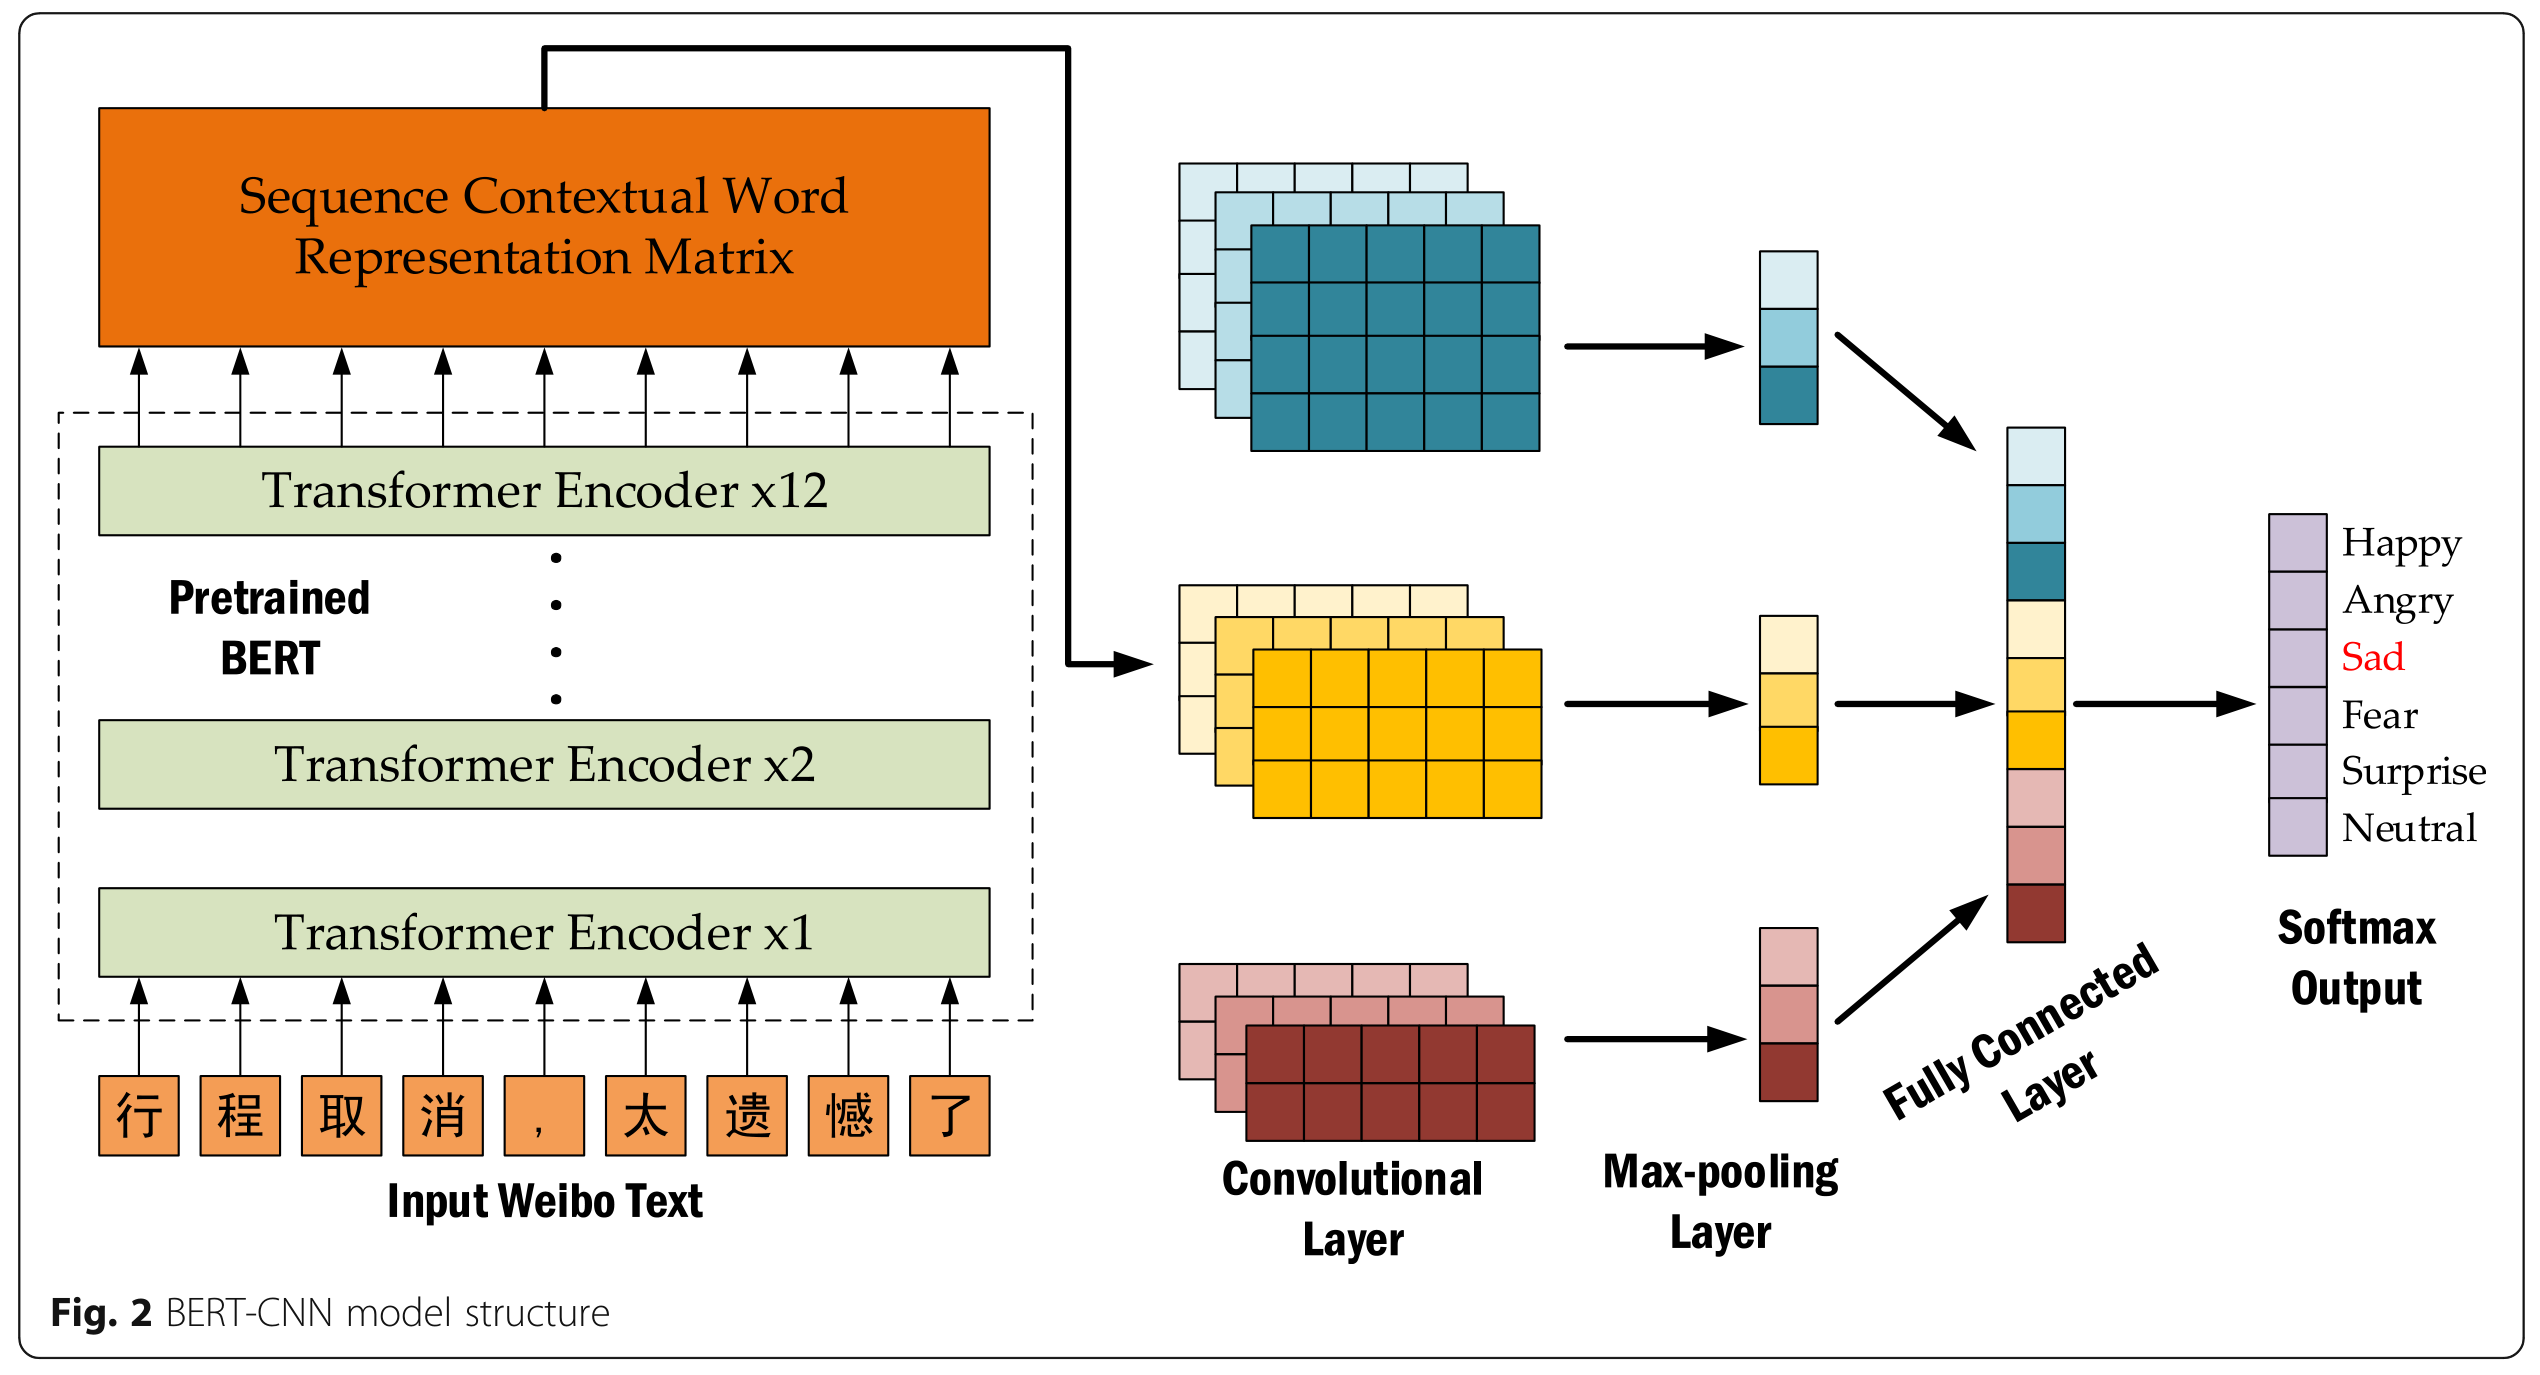 Sequence Contextual Word
Representation Matrix
Transformer Encoder x12
Pretrained
BERT
Transformer Encoder x2
Transformer Encoder x1
行程取消，太遗憾了
Input Weibo Text
Convolutional
Layer
Max-pooling
Layer
Fully Connected
Layer
Happy
Angry
Sad
Fear
Surprise
Neutral
Softmax
Output
Fig. 2 BERT-CNN model structure